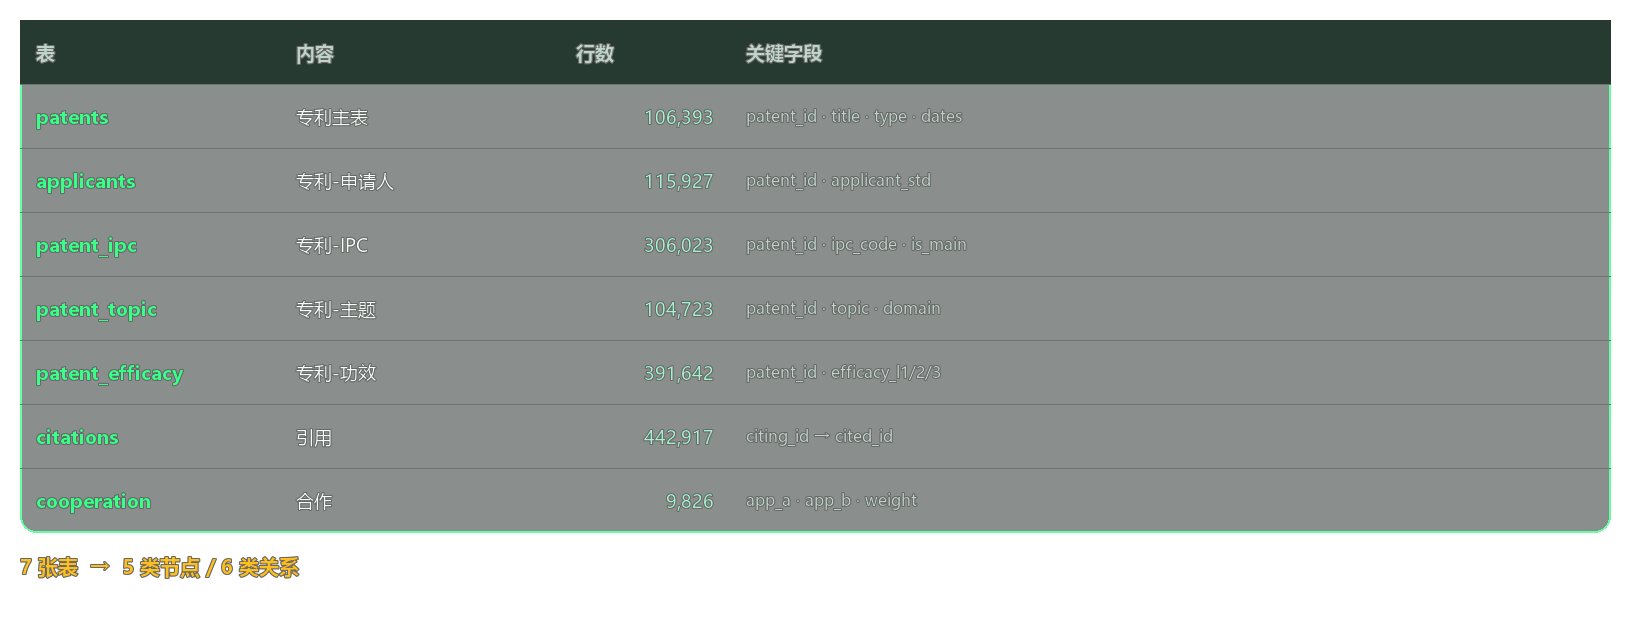 表 内容 行数 关键字段
patents 专利主表 106,393 patent_id · title · type · dates
applicants 专利-申请人 115,927 patent_id · applicant_std
patent_ipc 专利-IPC 306,023 patent_id · ipc_code · is_main
patent_topic 专利-主题 104,723 patent_id · topic · domain
patent_efficacy 专利-功效 391,642 patent_id · efficacy_l1/2/3
citations 引用 442,917 citing_id → cited_id
cooperation 合作 9,826 app_a · app_b · weight
7 张表 → 5 类节点 / 6 类关系